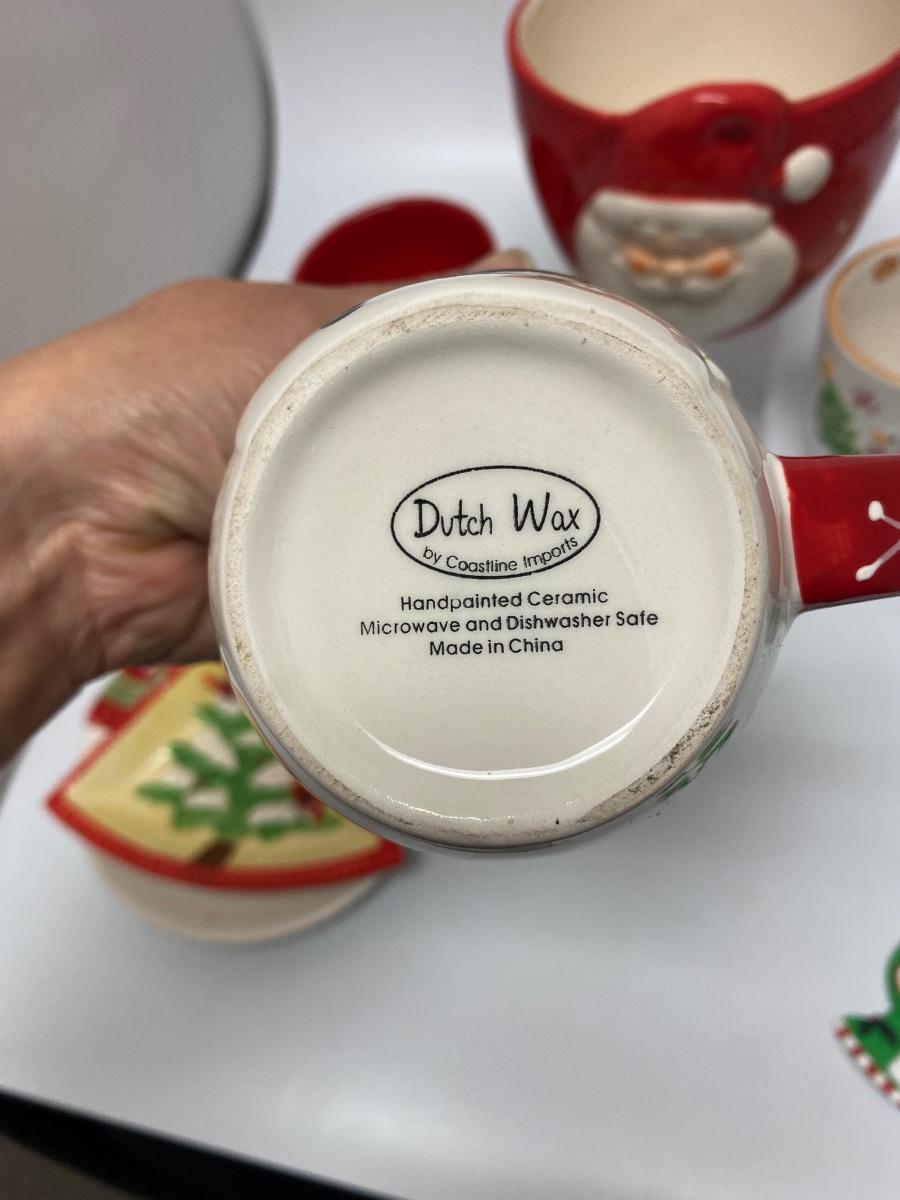 Dutch Wax
by Coastline Imports
Handpainted Ceramic
Microwave and Dishwasher Safe
Made in China